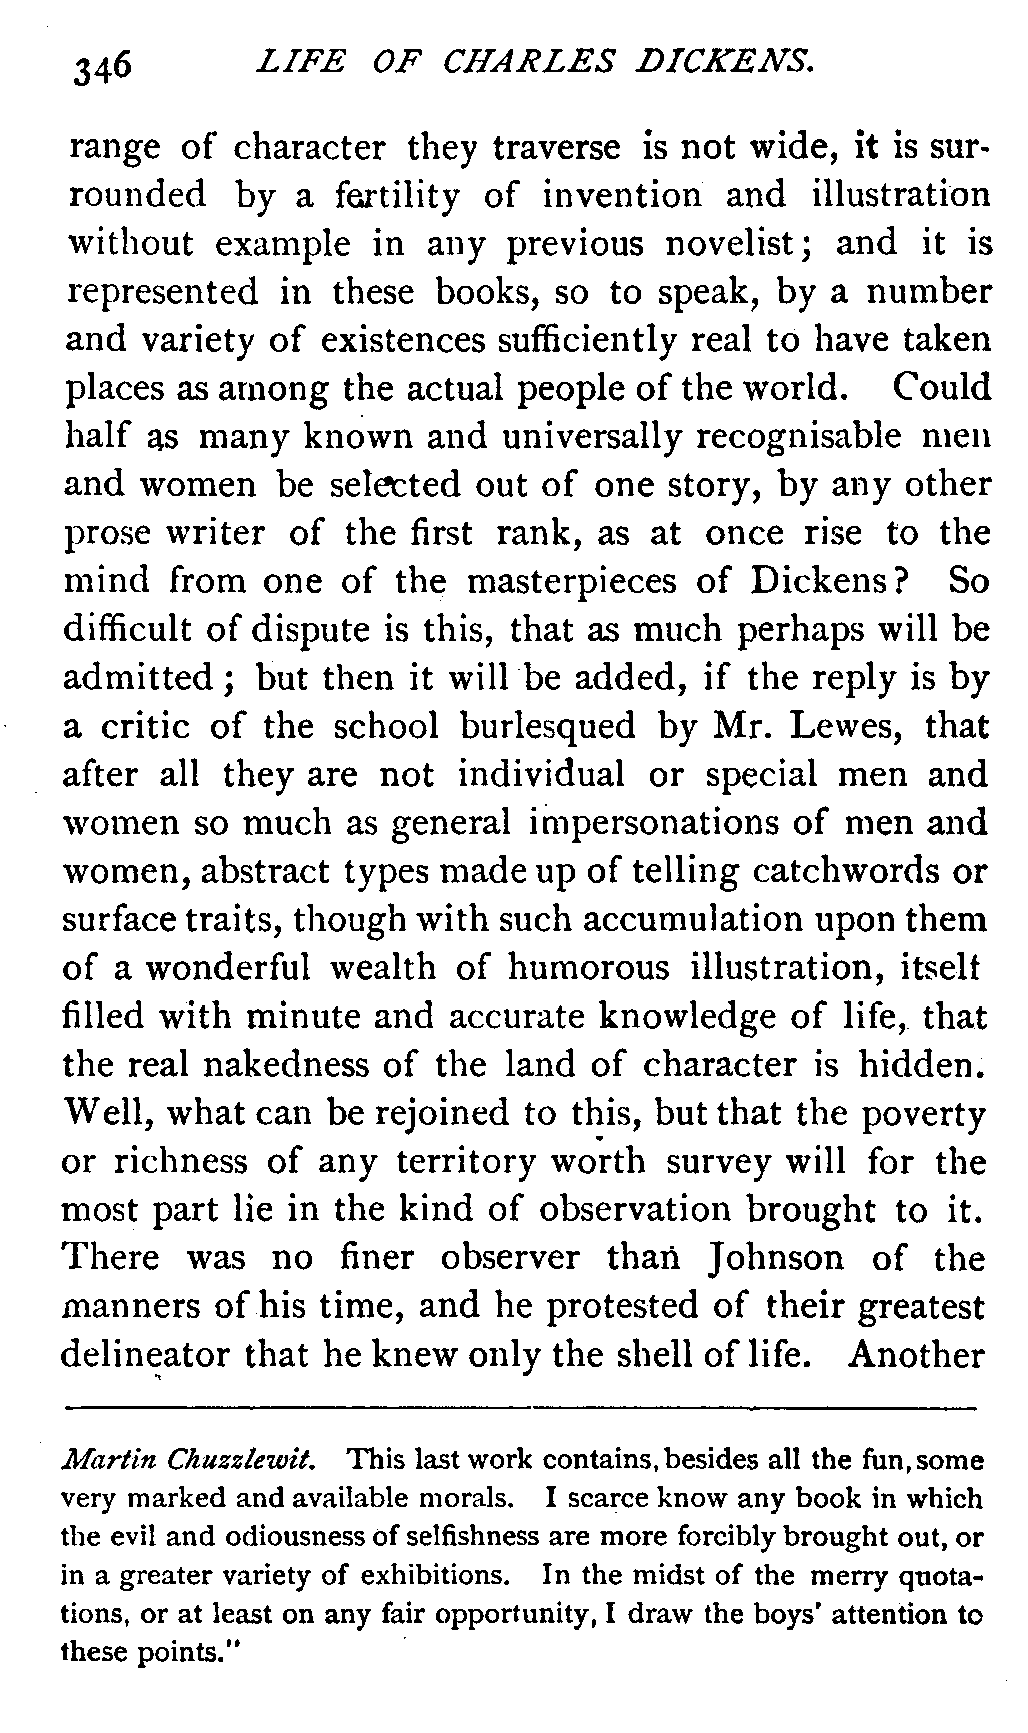 346 LIFE OF CHARLES DICKENS.
range of character they traverse is not wide, it is sur-
rounded by a fertility of invention and illustration
without example in any previous novelist; and it is
represented in these books, so to speak, by a number
and variety of existences sufficiently real to have taken
places as among the actual people of the world. Could
half as many known and universally recognisable men
and women be selected out of one story, by any other
prose writer of the first rank, as at once rise to the
mind from one of the masterpieces of Dickens? So
difficult of dispute is this, that as much perhaps will be
admitted; but then it will be added, if the reply is by
a critic of the school burlesqued by Mr. Lewes, that
after all they are not individual or special men and
women so much as general impersonations of men and
women, abstract types made up of telling catchwords or
surface traits, though with such accumulation upon them
of a wonderful wealth of humorous illustration, itself
filled with minute and accurate knowledge of life, that
the real nakedness of the land of character is hidden.
Well, what can be rejoined to this, but that the poverty
or richness of any territory worth survey will for the
most part lie in the kind of observation brought to it.
There was no finer observer than Johnson of the
manners of his time, and he protested of their greatest
delineator that he knew only the shell of life. Another
Martin Chuzzlewit. This last work contains, besides all the fun, some
very marked and available morals. I scarce know any book in which
the evil and odiousness of selfishness are more forcibly brought out, or
in a greater variety of exhibitions. In the midst of the merry quota-
tions, or at least on any fair opportunity, I draw the boys' attention to
these points."